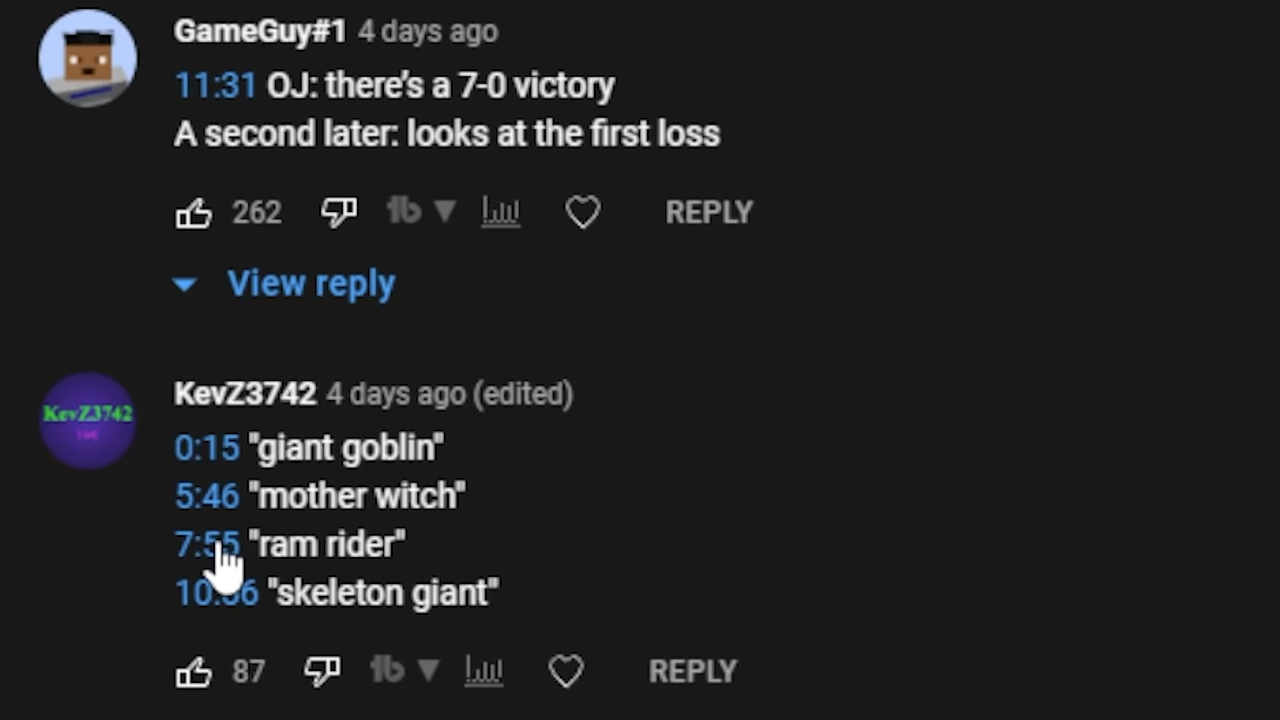 GameGuy#1 4 days ago
11:31 OJ: there's a 7-0 victory
A second later: looks at the first loss
262 REPLY
View reply
KevZ3742 4 days ago (edited)
KevZ3742
0:15 "giant goblin"
5:46 "mother witch"
7:55 "ram rider"
"skeleton giant"
87 REPLY